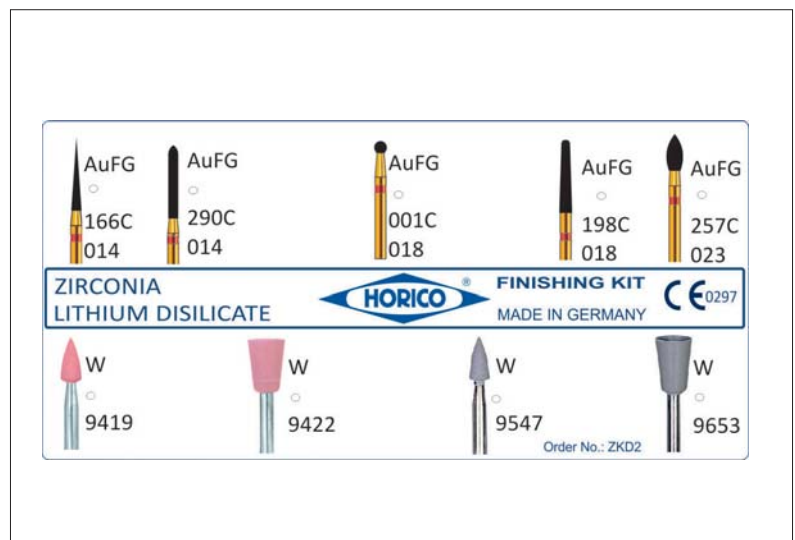 AuFG
166C
014
AuFG
290C
014
AuFG
001C
018
AuFG
198C
018
AuFG
257C
023
ZIRCONIA
LITHIUM DISILICATE
HORICO ®
FINISHING KIT
MADE IN GERMANY
CE 0297
W
9419
W
9422
W
9547
W
9653
Order No.: ZKD2